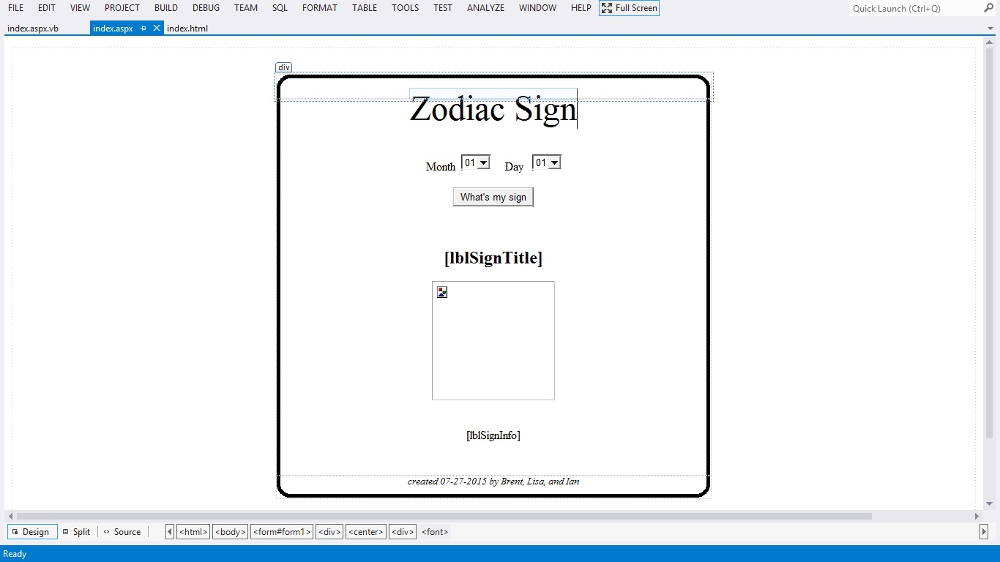 FILE EDIT VIEW PROJECT BUILD DEBUG TEAM SQL FORMAT TABLE TOOLS TEST ANALYZE WINDOW HELP Full Screen Quick Launch (Ctrl+Q)
index.aspx.vb index.aspx index.html
div
Zodiac Sign
Month 01 Day 01
What's my sign
[lblSignTitle]
[lblSignInfo]
created 07-27-2015 by Brent, Lisa, and Ian
Design Split Source <html> <body> <form#form1> <div> <center> <div> <font>
Ready